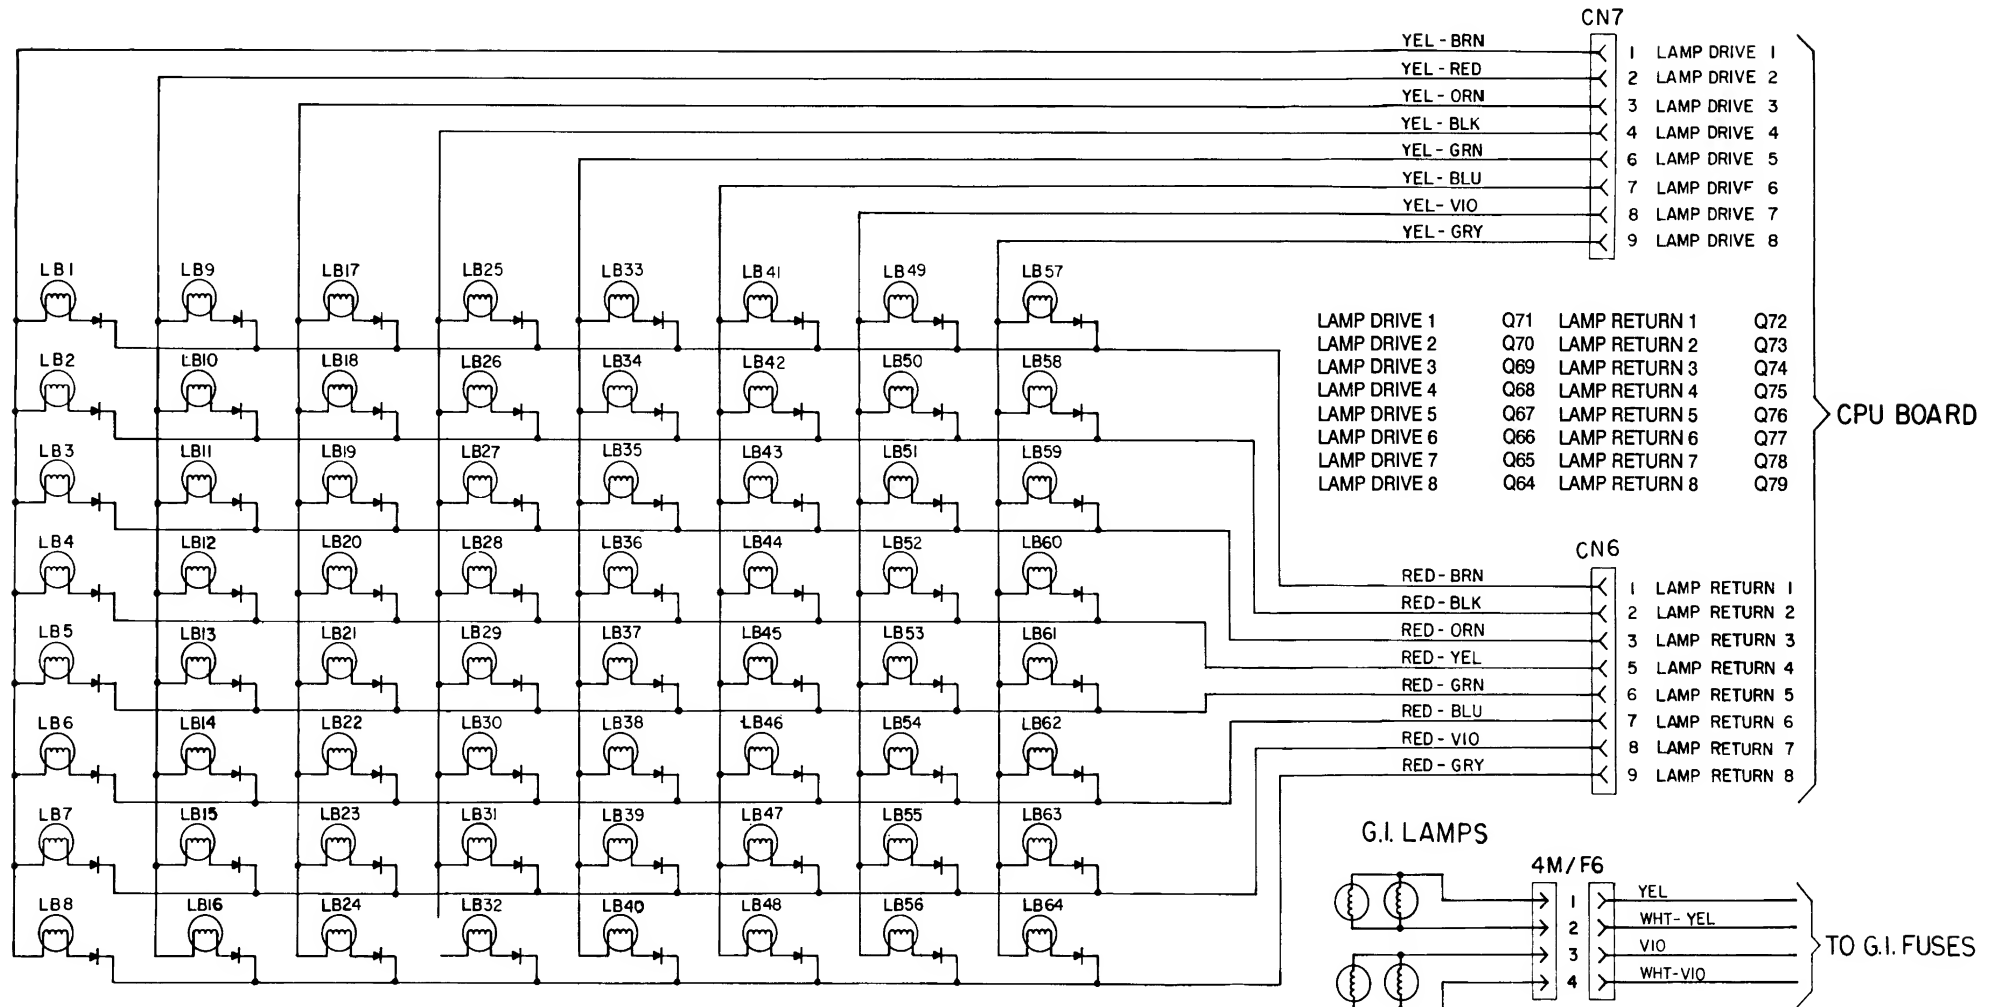 CN7
YEL - BRN 1 LAMP DRIVE 1
YEL - RED 2 LAMP DRIVE 2
YEL - ORN 3 LAMP DRIVE 3
YEL - BLK 4 LAMP DRIVE 4
YEL - GRN 6 LAMP DRIVE 5
YEL - BLU 7 LAMP DRIVE 6
YEL - VIO 8 LAMP DRIVE 7
YEL - GRY 9 LAMP DRIVE 8
LB1 LB9 LB17 LB25 LB33 LB41 LB49 LB57
LB2 LB10 LB18 LB26 LB34 LB42 LB50 LB58
LB3 LB11 LB19 LB27 LB35 LB43 LB51 LB59
LB4 LB12 LB20 LB28 LB36 LB44 LB52 LB60
LB5 LB13 LB21 LB29 LB37 LB45 LB53 LB61
LB6 LB14 LB22 LB30 LB38 LB46 LB54 LB62
LB7 LB15 LB23 LB31 LB39 LB47 LB55 LB63
LB8 LB16 LB24 LB32 LB40 LB48 LB56 LB64
LAMP DRIVE 1 Q71 LAMP RETURN 1 Q72
LAMP DRIVE 2 Q70 LAMP RETURN 2 Q73
LAMP DRIVE 3 Q69 LAMP RETURN 3 Q74
LAMP DRIVE 4 Q68 LAMP RETURN 4 Q75
LAMP DRIVE 5 Q67 LAMP RETURN 5 Q76
LAMP DRIVE 6 Q66 LAMP RETURN 6 Q77
LAMP DRIVE 7 Q65 LAMP RETURN 7 Q78
LAMP DRIVE 8 Q64 LAMP RETURN 8 Q79
CPU BOARD
CN6
RED - BRN 1 LAMP RETURN 1
RED - BLK 2 LAMP RETURN 2
RED - ORN 3 LAMP RETURN 3
RED - YEL 5 LAMP RETURN 4
RED - GRN 6 LAMP RETURN 5
RED - BLU 7 LAMP RETURN 6
RED - VIO 8 LAMP RETURN 7
RED - GRY 9 LAMP RETURN 8
G.I. LAMPS
4M/F6
1 YEL
2 WHT - YEL
3 VIO
4 WHT-VIO
TO G.I. FUSES